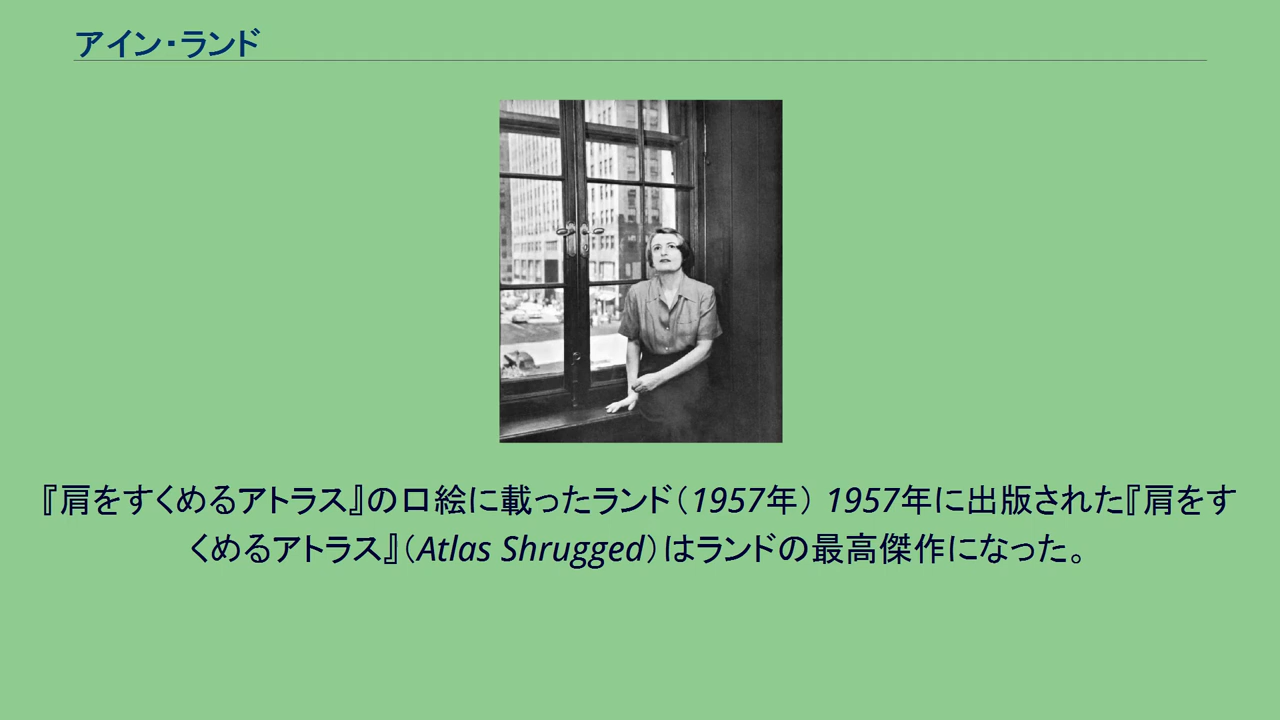 アイン・ランド
『肩をすくめるアトラス』の口絵に載ったランド（1957年） 1957年に出版された『肩をす
くめるアトラス』（Atlas Shrugged）はランドの最高傑作になった。